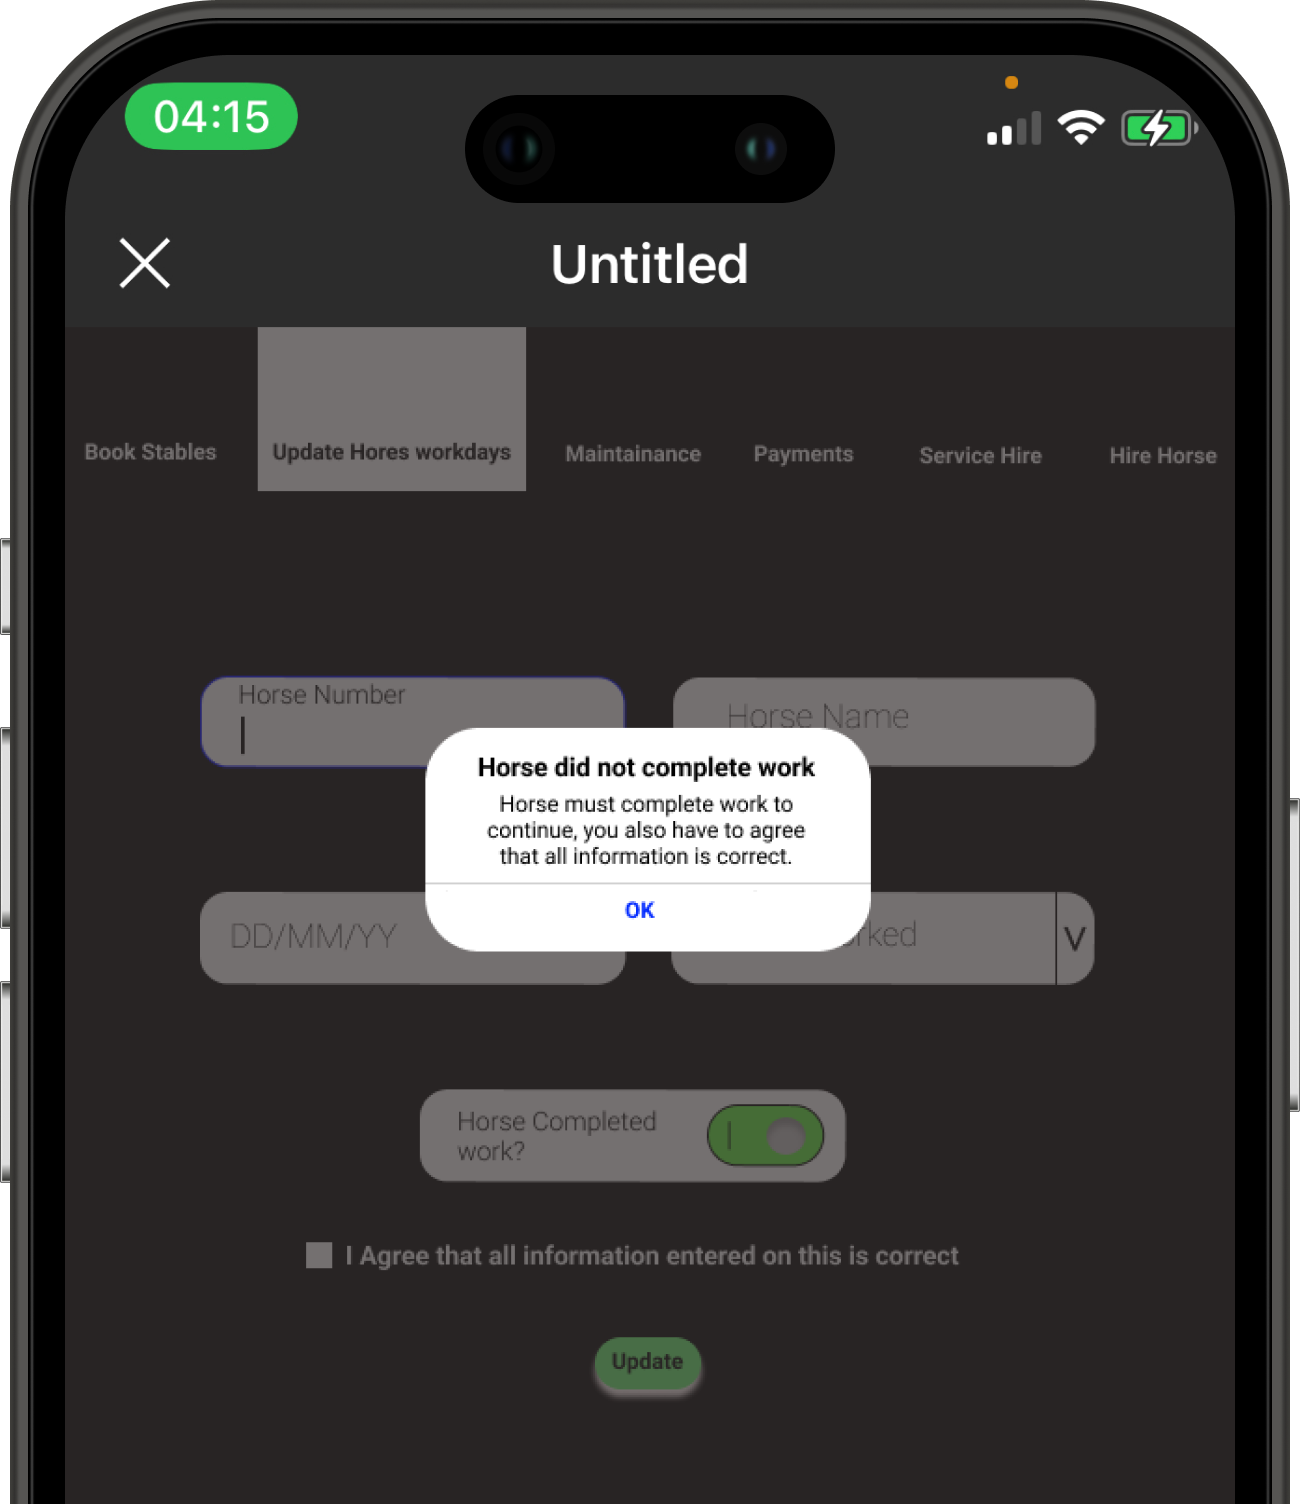 04:15
Untitled
Book Stables
Update Hores workdays
Maintainance
Payments
Service Hire
Hire Horse
Horse Number
Horse Name
Horse did not complete work
Horse must complete work to
continue, you also have to agree
that all information is correct.
OK
DD/MM/YY
V
Horse Completed
work?
I Agree that all information entered on this is correct
Update